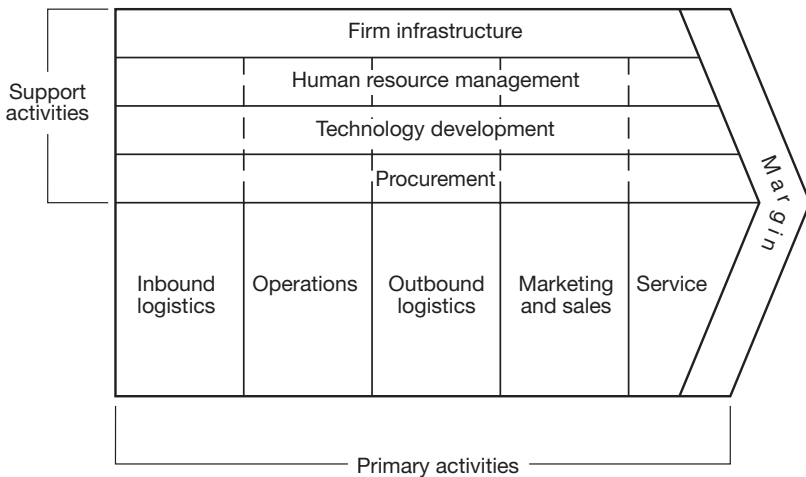 Firm infrastructure
Support
activities
Human resource management
Technology development
Procurement
Margin
Inbound
logistics
Operations
Outbound
logistics
Marketing
and sales
Service
Primary activities